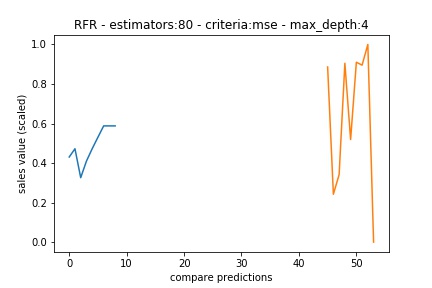 RFR - estimators:80 - criteria:mse - max_depth:4
sales value (scaled)
1.0
0.8
0.6
0.4
0.2
0.0
0 10 20 30 40 50
compare predictions